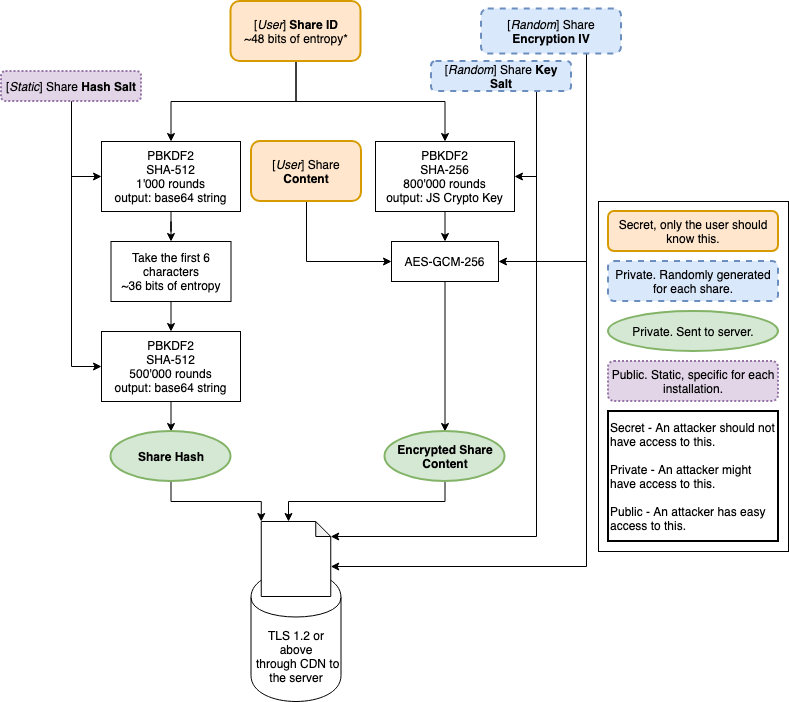 [User] Share ID
~48 bits of entropy*
[Random] Share
Encryption IV
[Random] Share Key
Salt
[Static] Share Hash Salt
PBKDF2
SHA-512
1'000 rounds
output: base64 string
[User] Share
Content
PBKDF2
SHA-256
800'000 rounds
output: JS Crypto Key
Take the first 6
characters
~36 bits of entropy
AES-GCM-256
PBKDF2
SHA-512
500'000 rounds
output: base64 string
Share Hash
Encrypted Share
Content
TLS 1.2 or
above
through CDN to
the server
Secret, only the user should
know this.
Private. Randomly generated
for each share.
Private. Sent to server.
Public. Static, specific for each
installation.
Secret - An attacker should not
have access to this.
Private - An attacker might
have access to this.
Public - An attacker has easy
access to this.